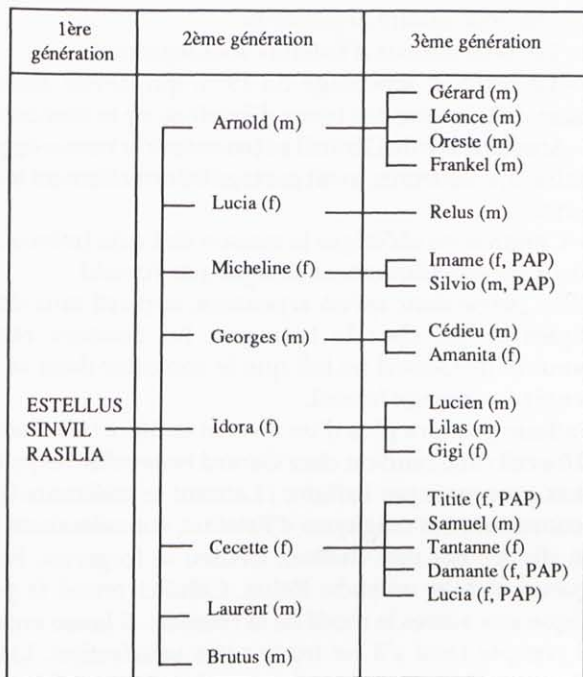 1ère génération
2ème génération
3ème génération
Arnold (m)
Gérard (m)
Léonce (m)
Oreste (m)
Frankel (m)
Lucia (f)
Relus (m)
Micheline (f)
Imame (f, PAP)
Silvio (m, PAP)
Georges (m)
Cédieu (m)
Amanita (f)
ESTELLUS
SINVIL
RASILIA
Idora (f)
Lucien (m)
Lilas (m)
Gigi (f)
Cecette (f)
Titite (f, PAP)
Samuel (m)
Tantanne (f)
Damise (f, PAP)
Lucia (f, PAP)
Laurent (m)
Brutus (m)